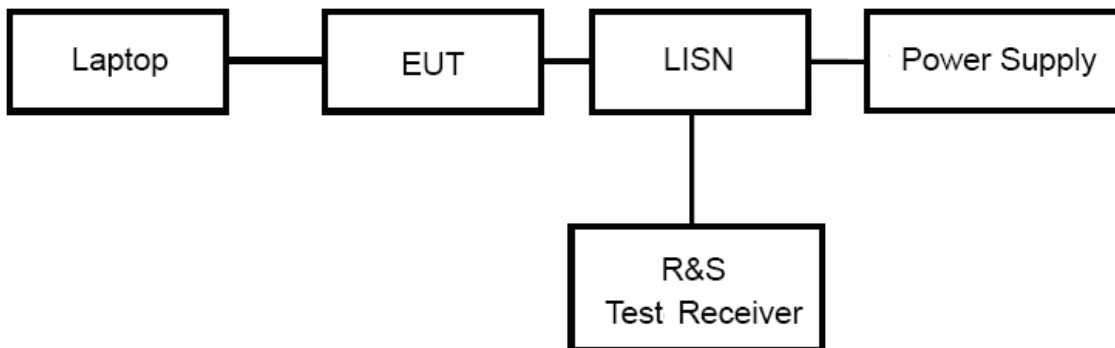 Laptop
EUT
LISN
Power Supply
R&S
Test Receiver